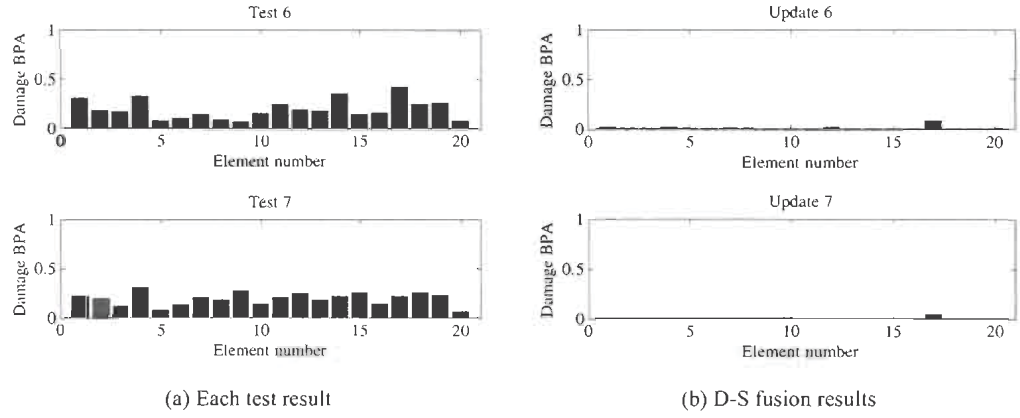 Test 6
1
0.5
0
Damage BPA
0 5 10 15 20
Element number
Update 6
1
0.5
0
Damage BPA
0 5 10 15 20
Element number
Test 7
1
0.5
0
Damage BPA
0 5 10 15 20
Element number
Update 7
1
0.5
0
Damage BPA
0 5 10 15 20
Element number
(a) Each test result
(b) D-S fusion results